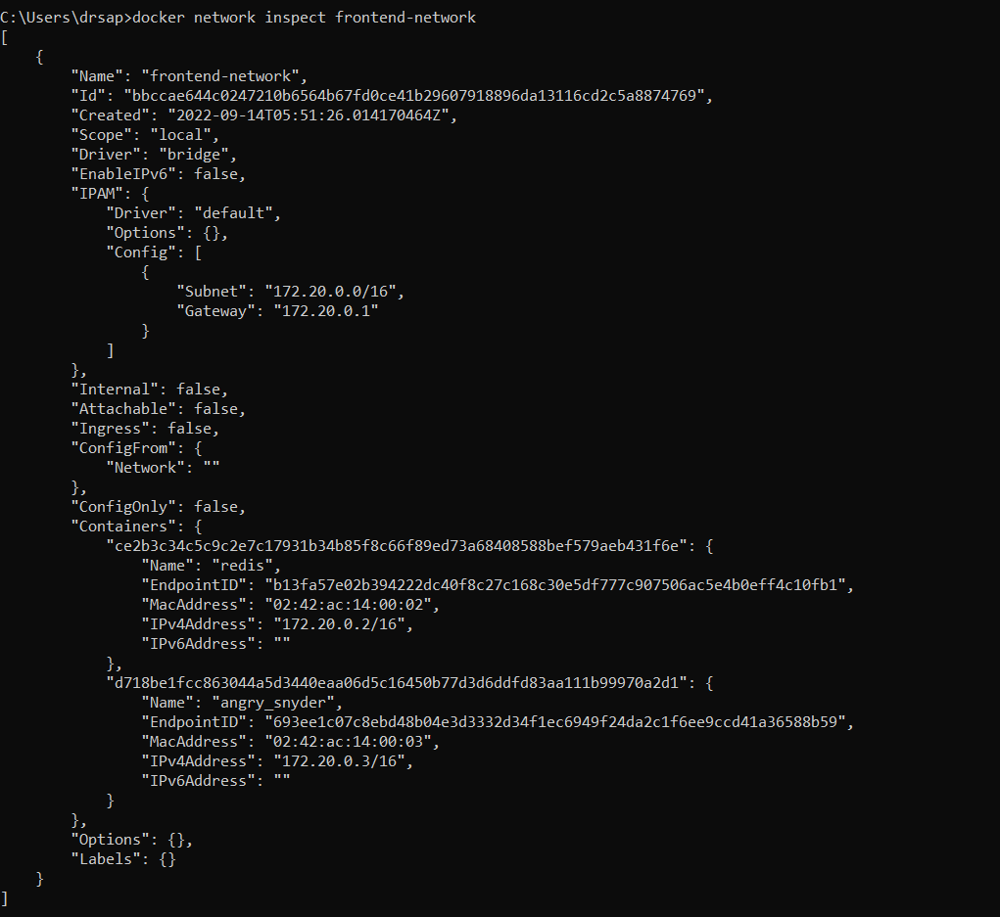 C:\Users\drsap>docker network inspect frontend-network
[
    {
        "Name": "frontend-network",
        "Id": "bbccae644c0247210b6564b67fd0ce41b29607918896da13116cd2c5a8874769",
        "Created": "2022-09-14T05:51:26.014170464Z",
        "Scope": "local",
        "Driver": "bridge",
        "EnableIPv6": false,
        "IPAM": {
            "Driver": "default",
            "Options": {},
            "Config": [
                {
                    "Subnet": "172.20.0.0/16",
                    "Gateway": "172.20.0.1"
                }
            ]
        },
        "Internal": false,
        "Attachable": false,
        "Ingress": false,
        "ConfigFrom": {
            "Network": ""
        },
        "ConfigOnly": false,
        "Containers": {
            "ce2b3c34c5c9c2e7c17931b34b85f8c66f89ed73a68408588bef579aeb431f6e": {
                "Name": "redis",
                "EndpointID": "b13fa57e02b394222dc40f8c27c168c30e5df777c907506ac5e4b0eff4c10fb1",
                "MacAddress": "02:42:ac:14:00:02",
                "IPv4Address": "172.20.0.2/16",
                "IPv6Address": ""
            },
            "d718be1fcc863044a5d3440eaa06d5c16450b77d3d6ddfd83aa111b99970a2d1": {
                "Name": "angry_snyder",
                "EndpointID": "693ee1c07c8ebd48b04e3d3332d34f1ec6949f24da2c1f6ee9ccd41a36588b59",
                "MacAddress": "02:42:ac:14:00:03",
                "IPv4Address": "172.20.0.3/16",
                "IPv6Address": ""
            }
        },
        "Options": {},
        "Labels": {}
    }
]